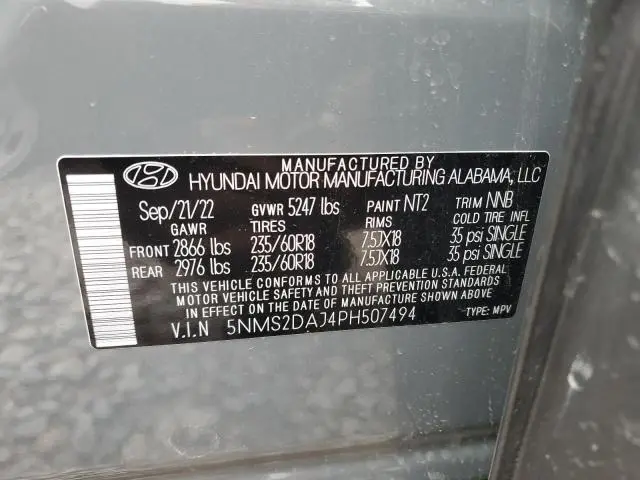 MANUFACTURED BY
HYUNDAI MOTOR MANUFACTURING ALABAMA, LLC
Sep/21/22 GVWR 5247 lbs PAINT NT2 TRIM NNB
GAWR TIRES RIMS COLD TIRE INFL
FRONT 2866 lbs 235/60R18 7.5JX18 35 psi SINGLE
REAR 2976 lbs 235/60R18 7.5JX18 35 psi SINGLE
THIS VEHICLE CONFORMS TO ALL APPLICABLE U.S.A. FEDERAL
MOTOR VEHICLE SAFETY AND THEFT PREVENTION STANDARDS
IN EFFECT ON THE DATE OF MANUFACTURE SHOWN ABOVE.
V.I.N 5NMS2DAJ4PH507494 TYPE: MPV